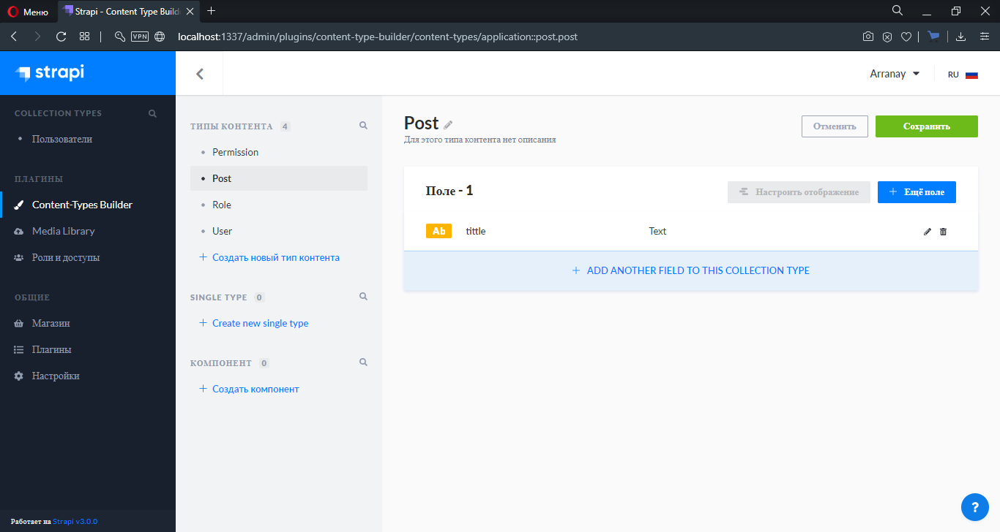 Меню
Strapi - Content Type Build
VPN
localhost:1337/admin/plugins/content-type-builder/content-types/application::post.post
strapi
Arranay
RU
COLLECTION TYPES
Пользователи
ПЛАГИНЫ
Content-Types Builder
Media Library
Роли и доступы
ОБЩИЕ
Магазин
Плагины
Настройки
Работает на Strapi v3.0.0
ТИПЫ КОНТЕНТА 4
Permission
Post
Role
User
Создать новый тип контента
SINGLE TYPE 0
Create new single type
КОМПОНЕНТ 0
Создать компонент
Post
Для этого типа контента нет описания
Отменить
Сохранить
Поле - 1
Настроить отображение
Ещё поле
Ab tittle Text
ADD ANOTHER FIELD TO THIS COLLECTION TYPE
?